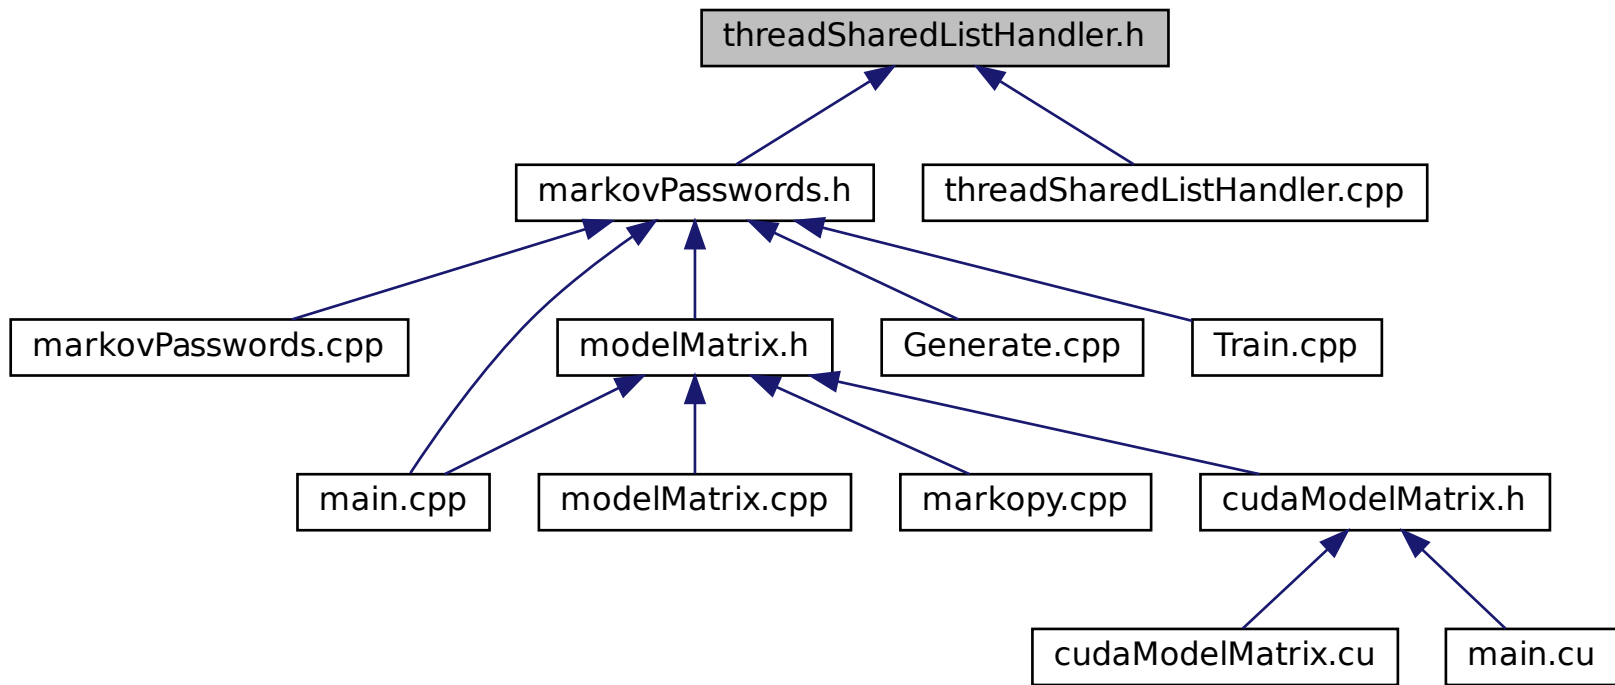 threadSharedListHandler.h
markovPasswords.h
threadSharedListHandler.cpp
markovPasswords.cpp
modelMatrix.h
Generate.cpp
Train.cpp
main.cpp
modelMatrix.cpp
markopy.cpp
cudaModelMatrix.h
cudaModelMatrix.cu
main.cu